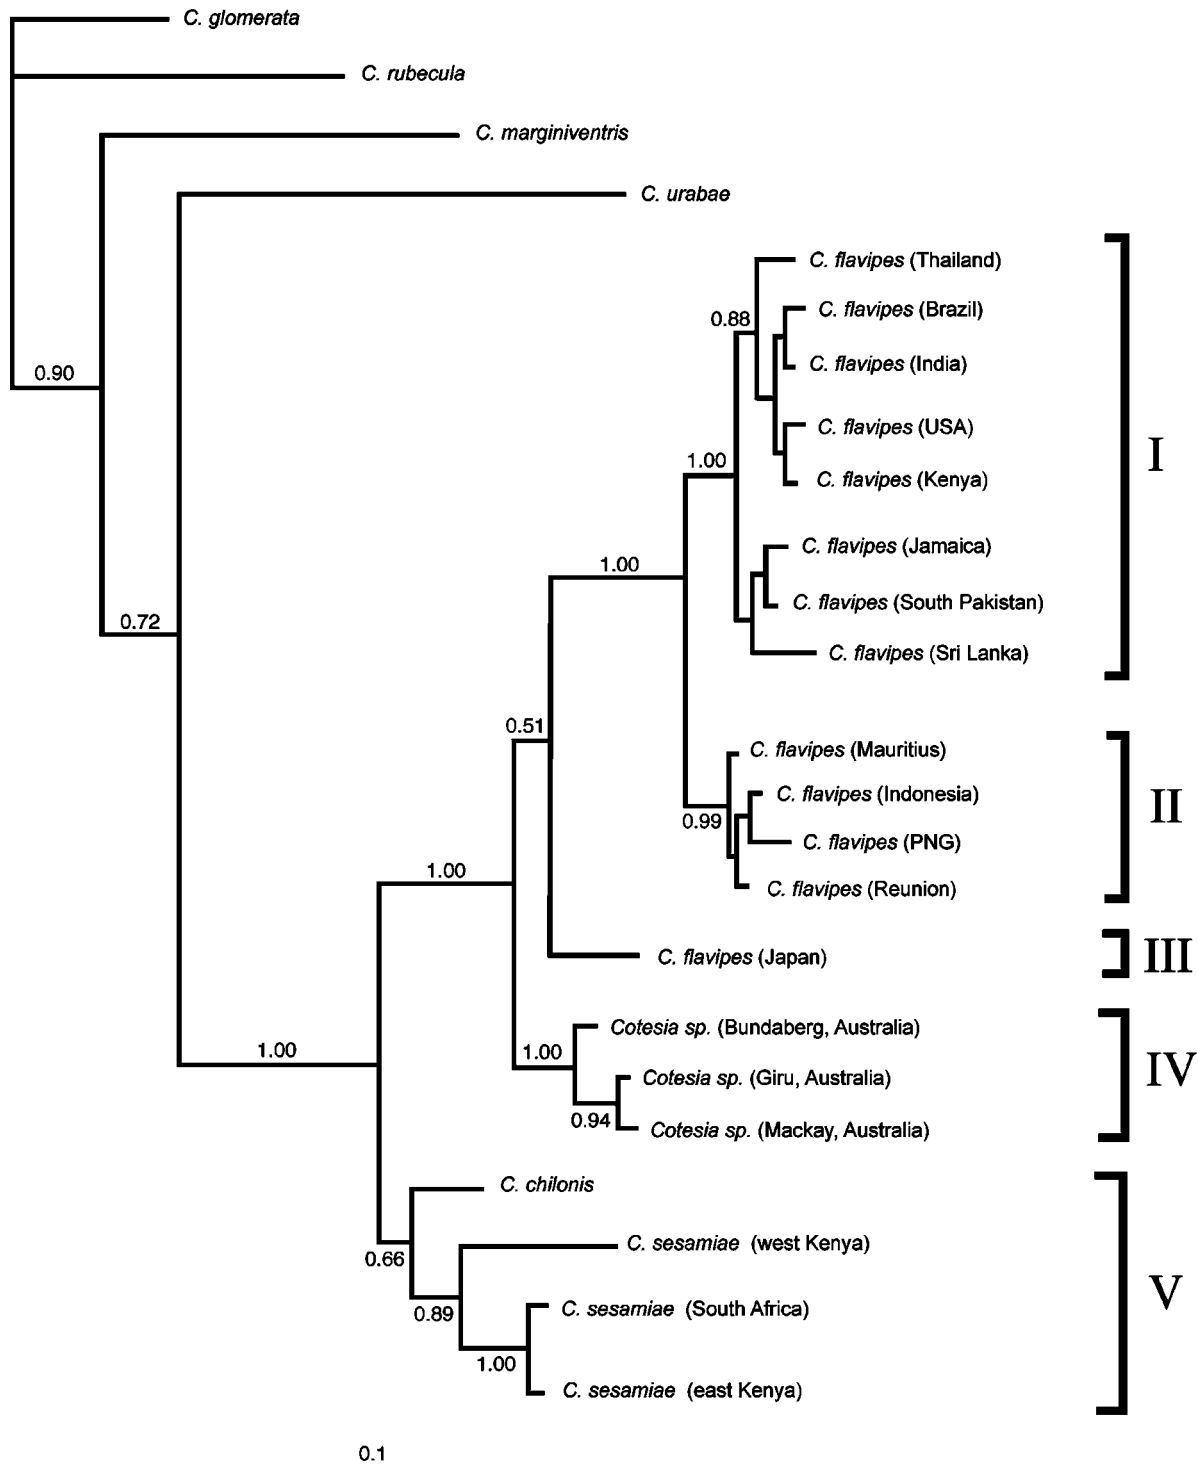 C. glomerata
C. rubecula
C. marginiventris
C. urabae
C. flavipes (Thailand)
C. flavipes (Brazil)
0.88
C. flavipes (India)
0.90
C. flavipes (USA)
I
1.00
C. flavipes (Kenya)
C. flavipes (Jamaica)
1.00
C. flavipes (South Pakistan)
0.72
C. flavipes (Sri Lanka)
0.51
C. flavipes (Mauritius)
C. flavipes (Indonesia)
II
0.99
C. flavipes (PNG)
1.00
C. flavipes (Reunion)
C. flavipes (Japan)
III
Cotesia sp. (Bundaberg, Australia)
1.00
1.00
IV
Cotesia sp. (Giru, Australia)
0.94
Cotesia sp. (Mackay, Australia)
C. chilonis
C. sesamiae (west Kenya)
0.66
V
C. sesamiae (South Africa)
0.89
1.00
C. sesamiae (east Kenya)
0.1